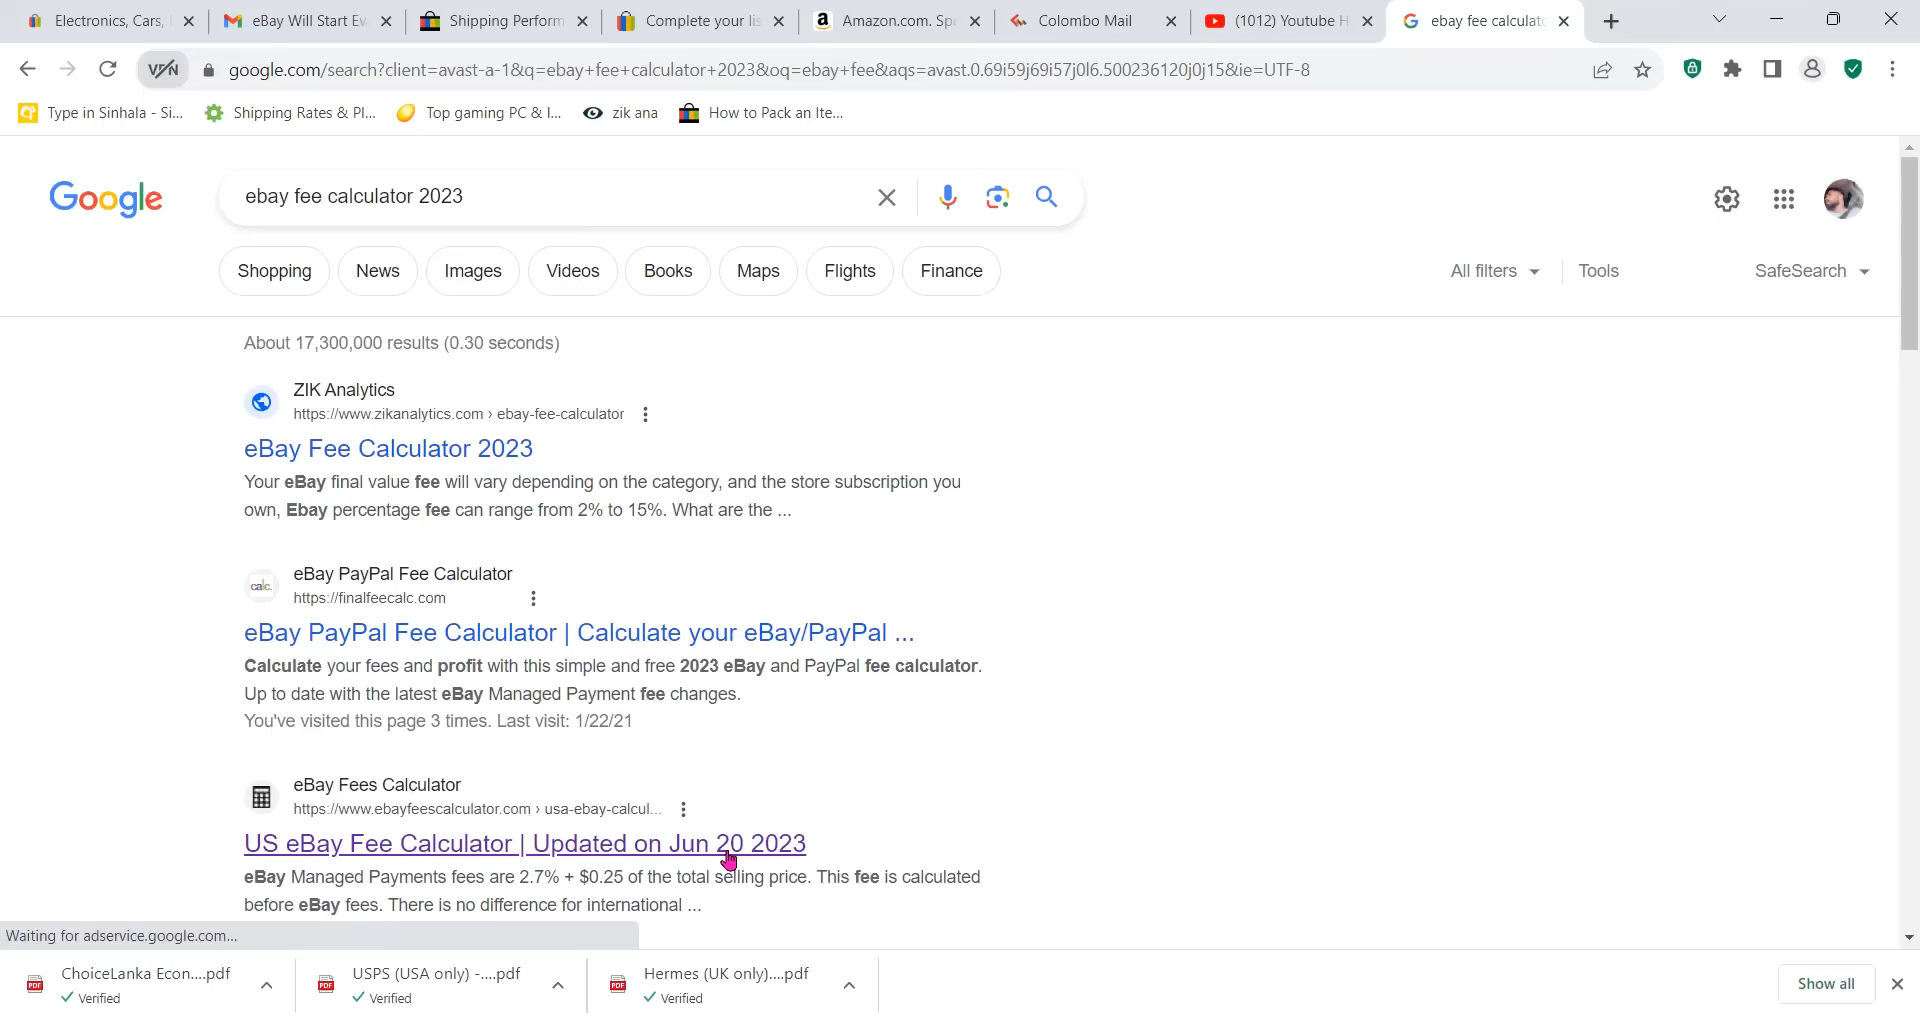 Electronics, Cars,
eBay Will Start Ev
Shipping Perform
Complete your lis
Amazon.com. Sp
Colombo Mail
(1012) Youtube H
ebay fee calculat
VPN
google.com/search?client=avast-a-1&q=ebay+fee+calculator+2023&oq=ebay+fee&aqs=avast.0.69i59j69i57j0l6.500236120j0j15&ie=UTF-8
Type in Sinhala - Si...
Shipping Rates & Pl...
Top gaming PC & l...
zik ana
How to Pack an Ite...
Google
ebay fee calculator 2023
Shopping
News
Images
Videos
Books
Maps
Flights
Finance
All filters
Tools
SafeSearch
About 17,300,000 results (0.30 seconds)
ZIK Analytics
https://www.zikanalytics.com › ebay-fee-calculator
eBay Fee Calculator 2023
Your eBay final value fee will vary depending on the category, and the store subscription you
own, Ebay percentage fee can range from 2% to 15%. What are the ...
calc.
eBay PayPal Fee Calculator
https://finalfeecalc.com
eBay PayPal Fee Calculator | Calculate your eBay/PayPal ...
Calculate your fees and profit with this simple and free 2023 eBay and PayPal fee calculator.
Up to date with the latest eBay Managed Payment fee changes.
You've visited this page 3 times. Last visit: 1/22/21
eBay Fees Calculator
https://www.ebayfeescalculator.com › usa-ebay-calcul...
US eBay Fee Calculator | Updated on Jun 20 2023
eBay Managed Payments fees are 2.7% + $0.25 of the total selling price. This fee is calculated
before eBay fees. There is no difference for international ...
Waiting for adservice.google.com...
PDF
ChoiceLanka Econ....pdf
Verified
PDF
USPS (USA only) -....pdf
Verified
PDF
Hermes (UK only)....pdf
Verified
Show all